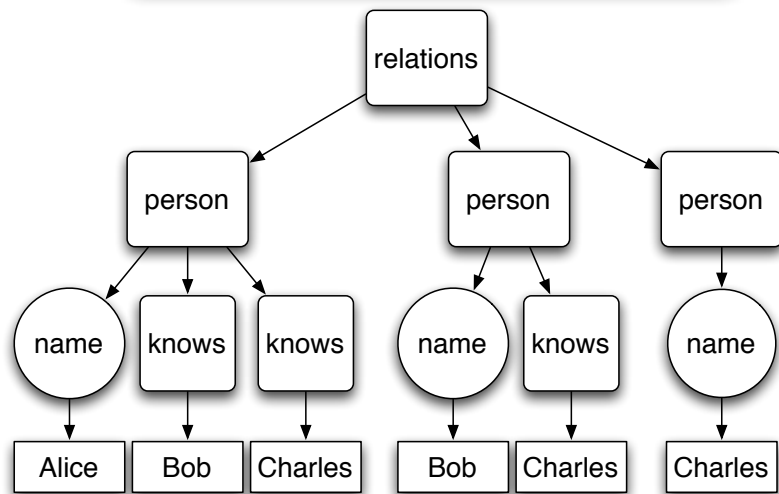 relations
person person person
name knows knows name knows name
Alice Bob Charles Bob Charles Charles